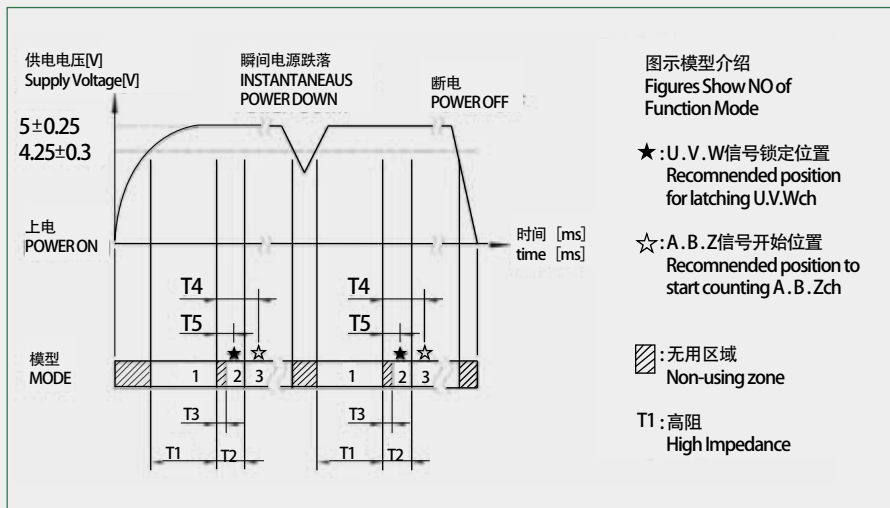 供电电压[V]
Supply Voltage[V]
瞬间电源跌落
INSTANTANEAUS
POWER DOWN
断电
POWER OFF
5±0.25
4.25±0.3
上电
POWER ON
时间 [ms]
time [ms]
T4
T4
T5
T5
模型
MODE
1
2
3
1
2
3
T3
T3
T1
T2
T1
T2
图示模型介绍
Figures Show NO of
Function Mode
★:U.V.W信号锁定位置
Recomnended position
for latching U.V.Wch
☆:A.B.Z信号开始位置
Recomnended position to
start counting A.B.Zch
:无用区域
Non-using zone
T1:高阻
High Impedance